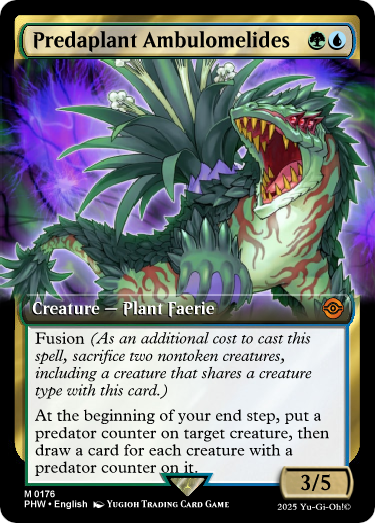 Predaplant Ambulomelides
Creature — Plant Faerie
Fusion (As an additional cost to cast this
spell, sacrifice two nontoken creatures,
including a creature that shares a creature
type with this card.)
At the beginning of your end step, put a
predator counter on target creature, then
draw a card for each creature with a
predator counter on it.
3/5
M 0176
PHW • English YUGIOH TRADING CARD GAME
2025 Yu-Gi-Oh!©